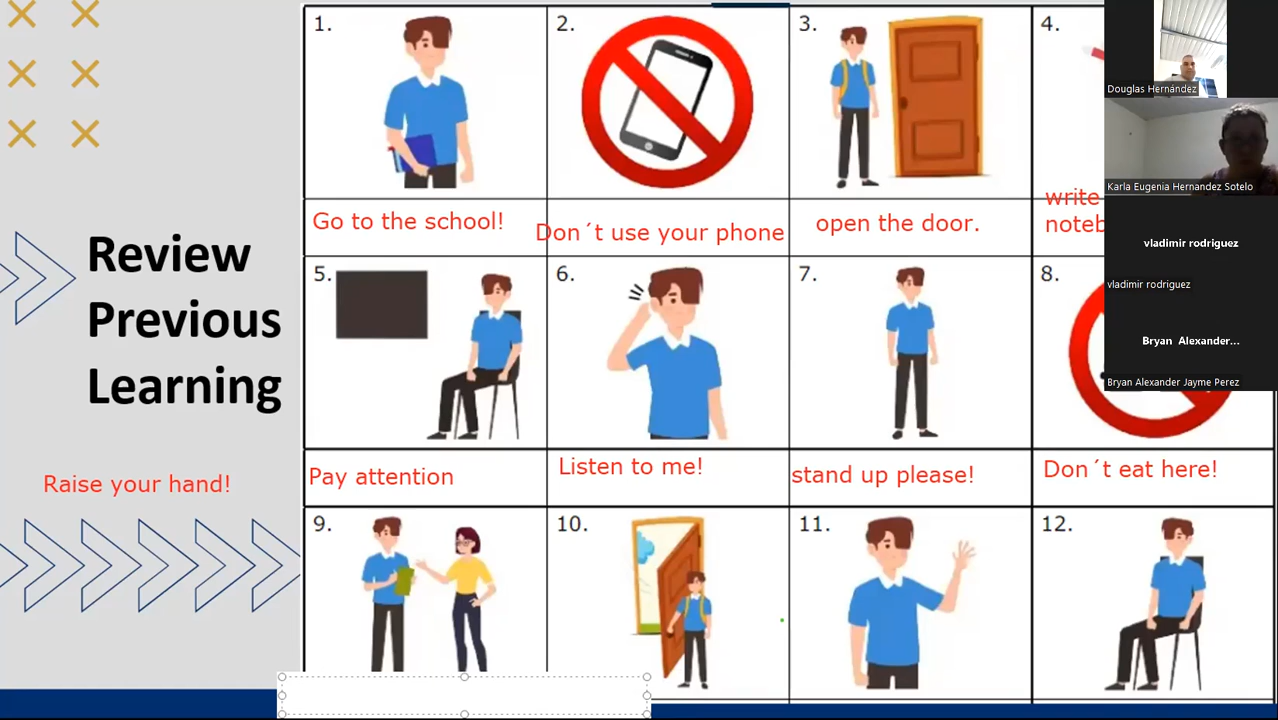 Review
Previous
Learning
Raise your hand!
1.
2.
3.
4.
Go to the school!
Don´t use your phone
open the door.
write
noteb
5.
6.
7.
8.
Pay attention
Listen to me!
stand up please!
Don´t eat here!
9.
10.
11.
12.
Douglas Hernández
Karla Eugenia Hernandez Sotelo
vladimir rodriguez
vladimir rodriguez
Bryan Alexander...
Bryan Alexander Jayme Perez